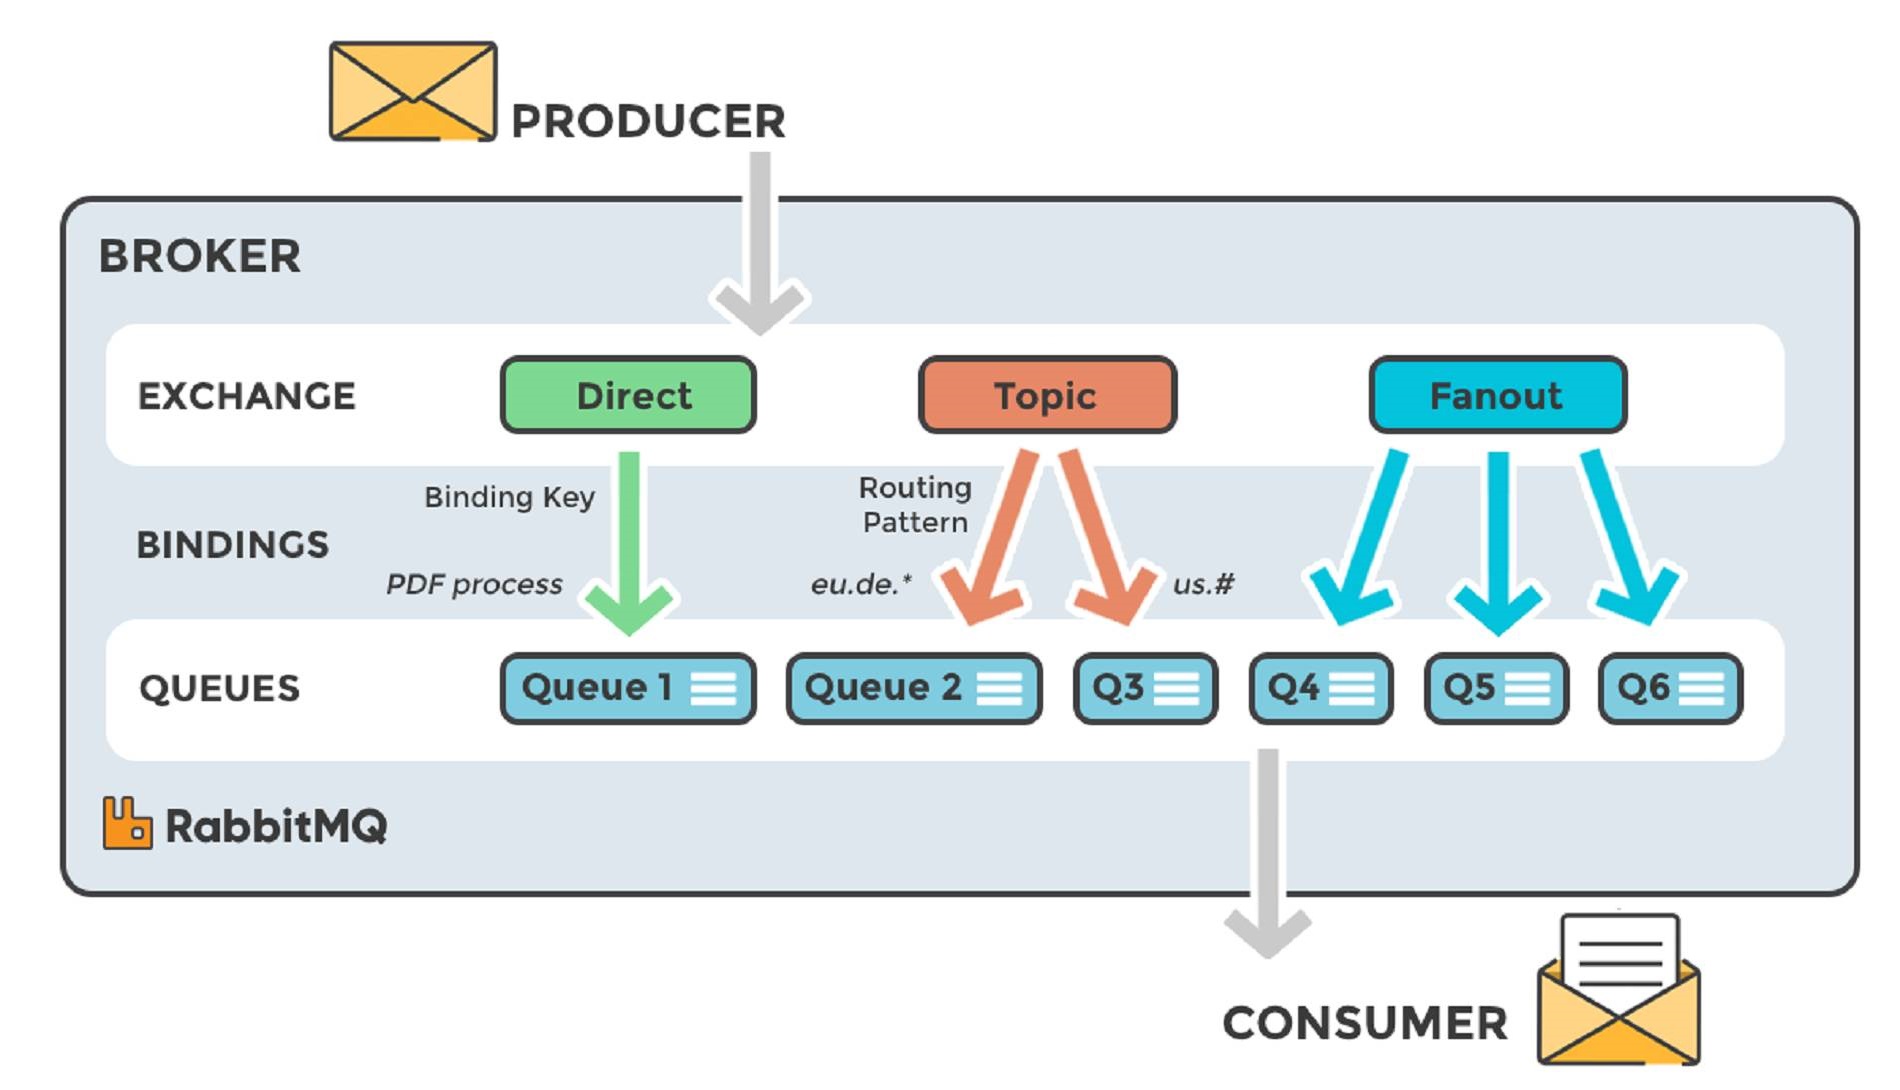 PRODUCER
BROKER
EXCHANGE
Direct
Topic
Fanout
BINDINGS
Binding Key
PDF process
Routing
Pattern
eu.de.*
us.#
QUEUES
Queue 1
Queue 2
Q3
Q4
Q5
Q6
RabbitMQ
CONSUMER